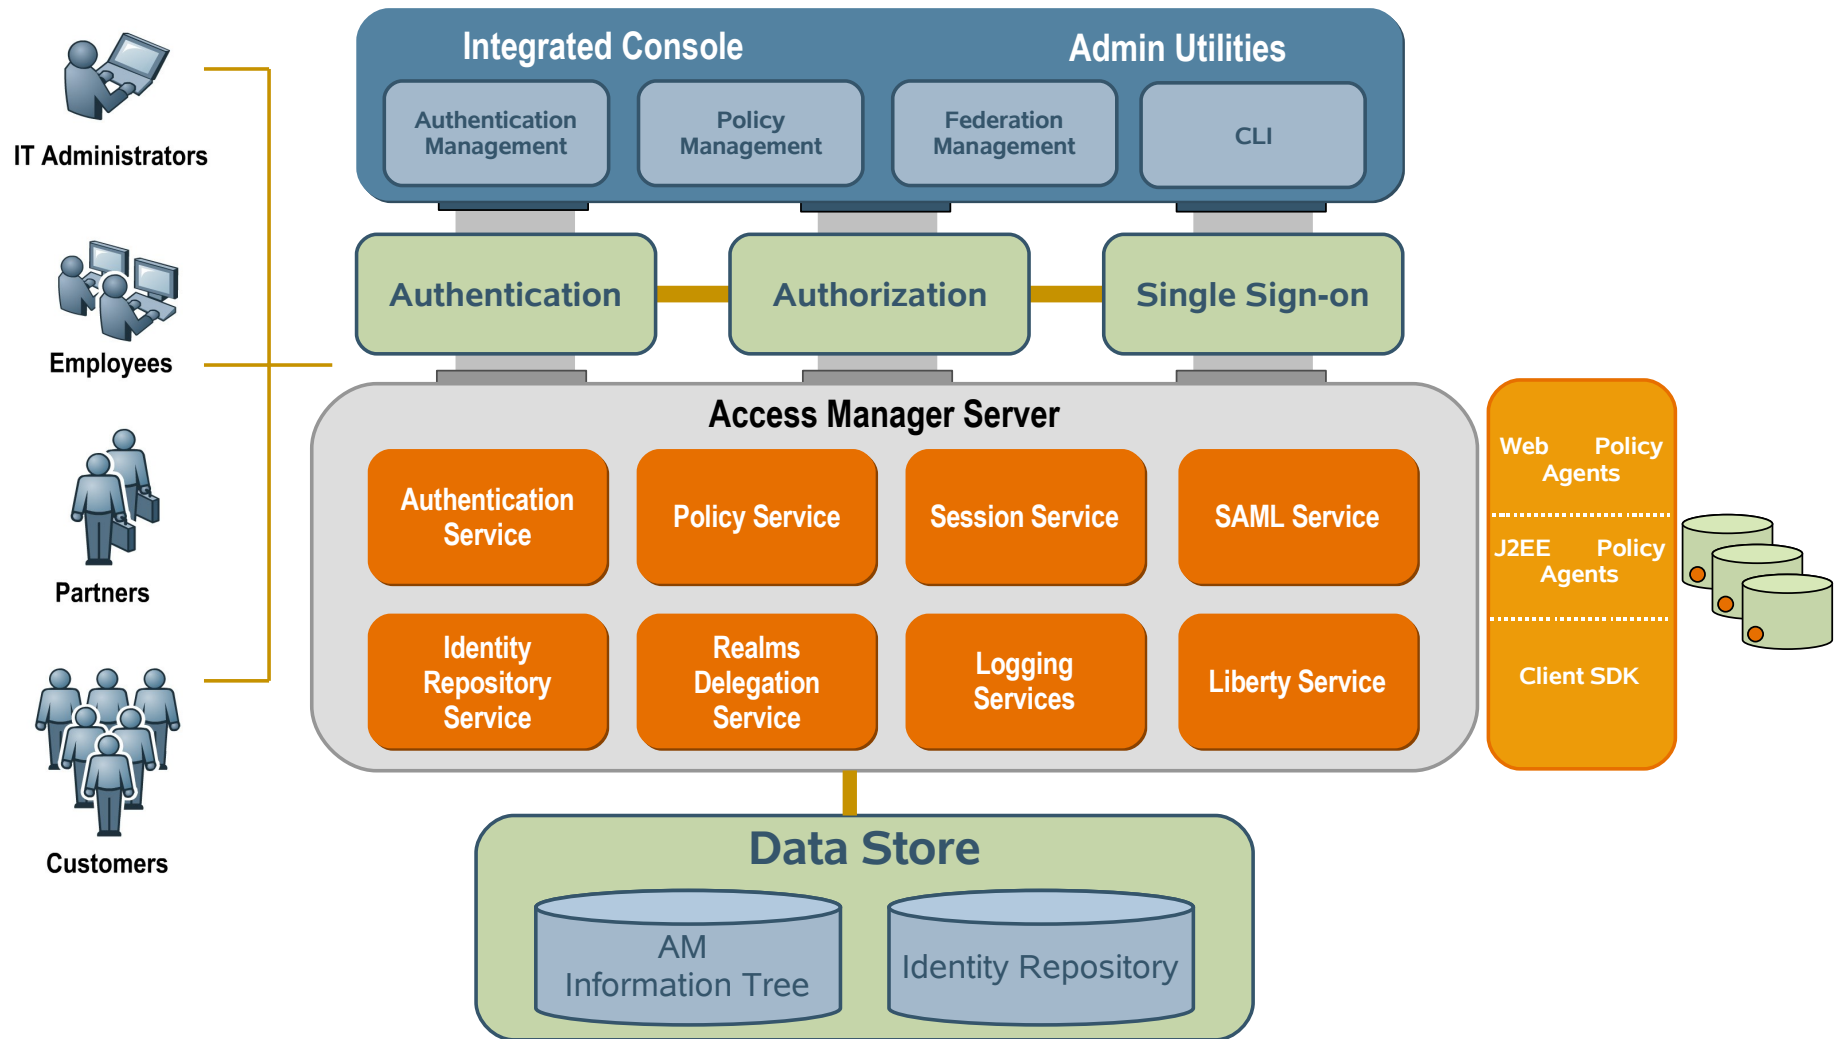 Integrated Console
Admin Utilities
Authentication
Management
Policy
Management
Federation
Management
CLI
IT Administrators
Employees
Partners
Customers
Authentication
Authorization
Single Sign-on
Access Manager Server
Authentication
Service
Policy Service
Session Service
SAML Service
Identity
Repository
Service
Realms
Delegation
Service
Logging
Services
Liberty Service
Web Policy
Agents
J2EE Policy
Agents
Client SDK
Data Store
AM
Information Tree
Identity Repository